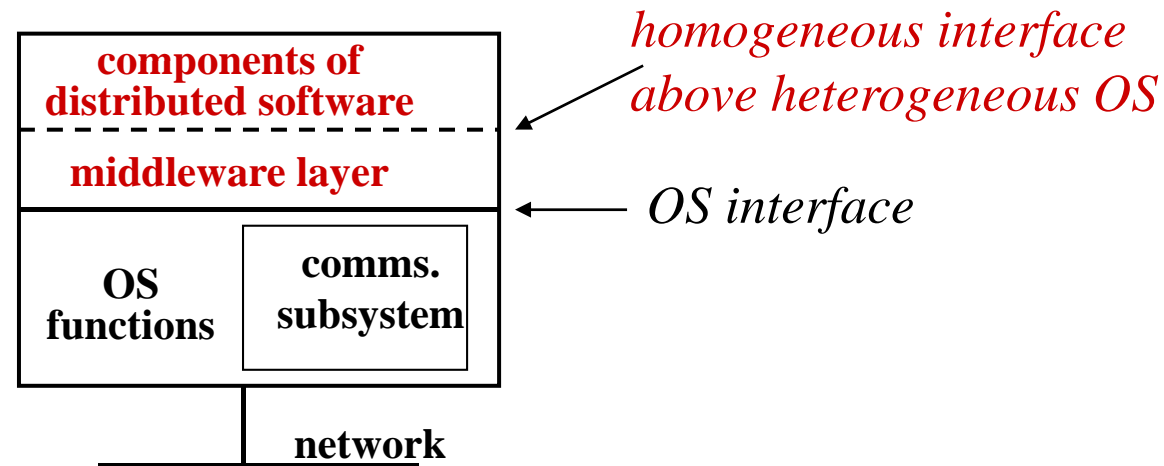 components of
distributed software
homogeneous interface
above heterogeneous OS
middleware layer
OS interface
OS
functions
comms.
subsystem
network